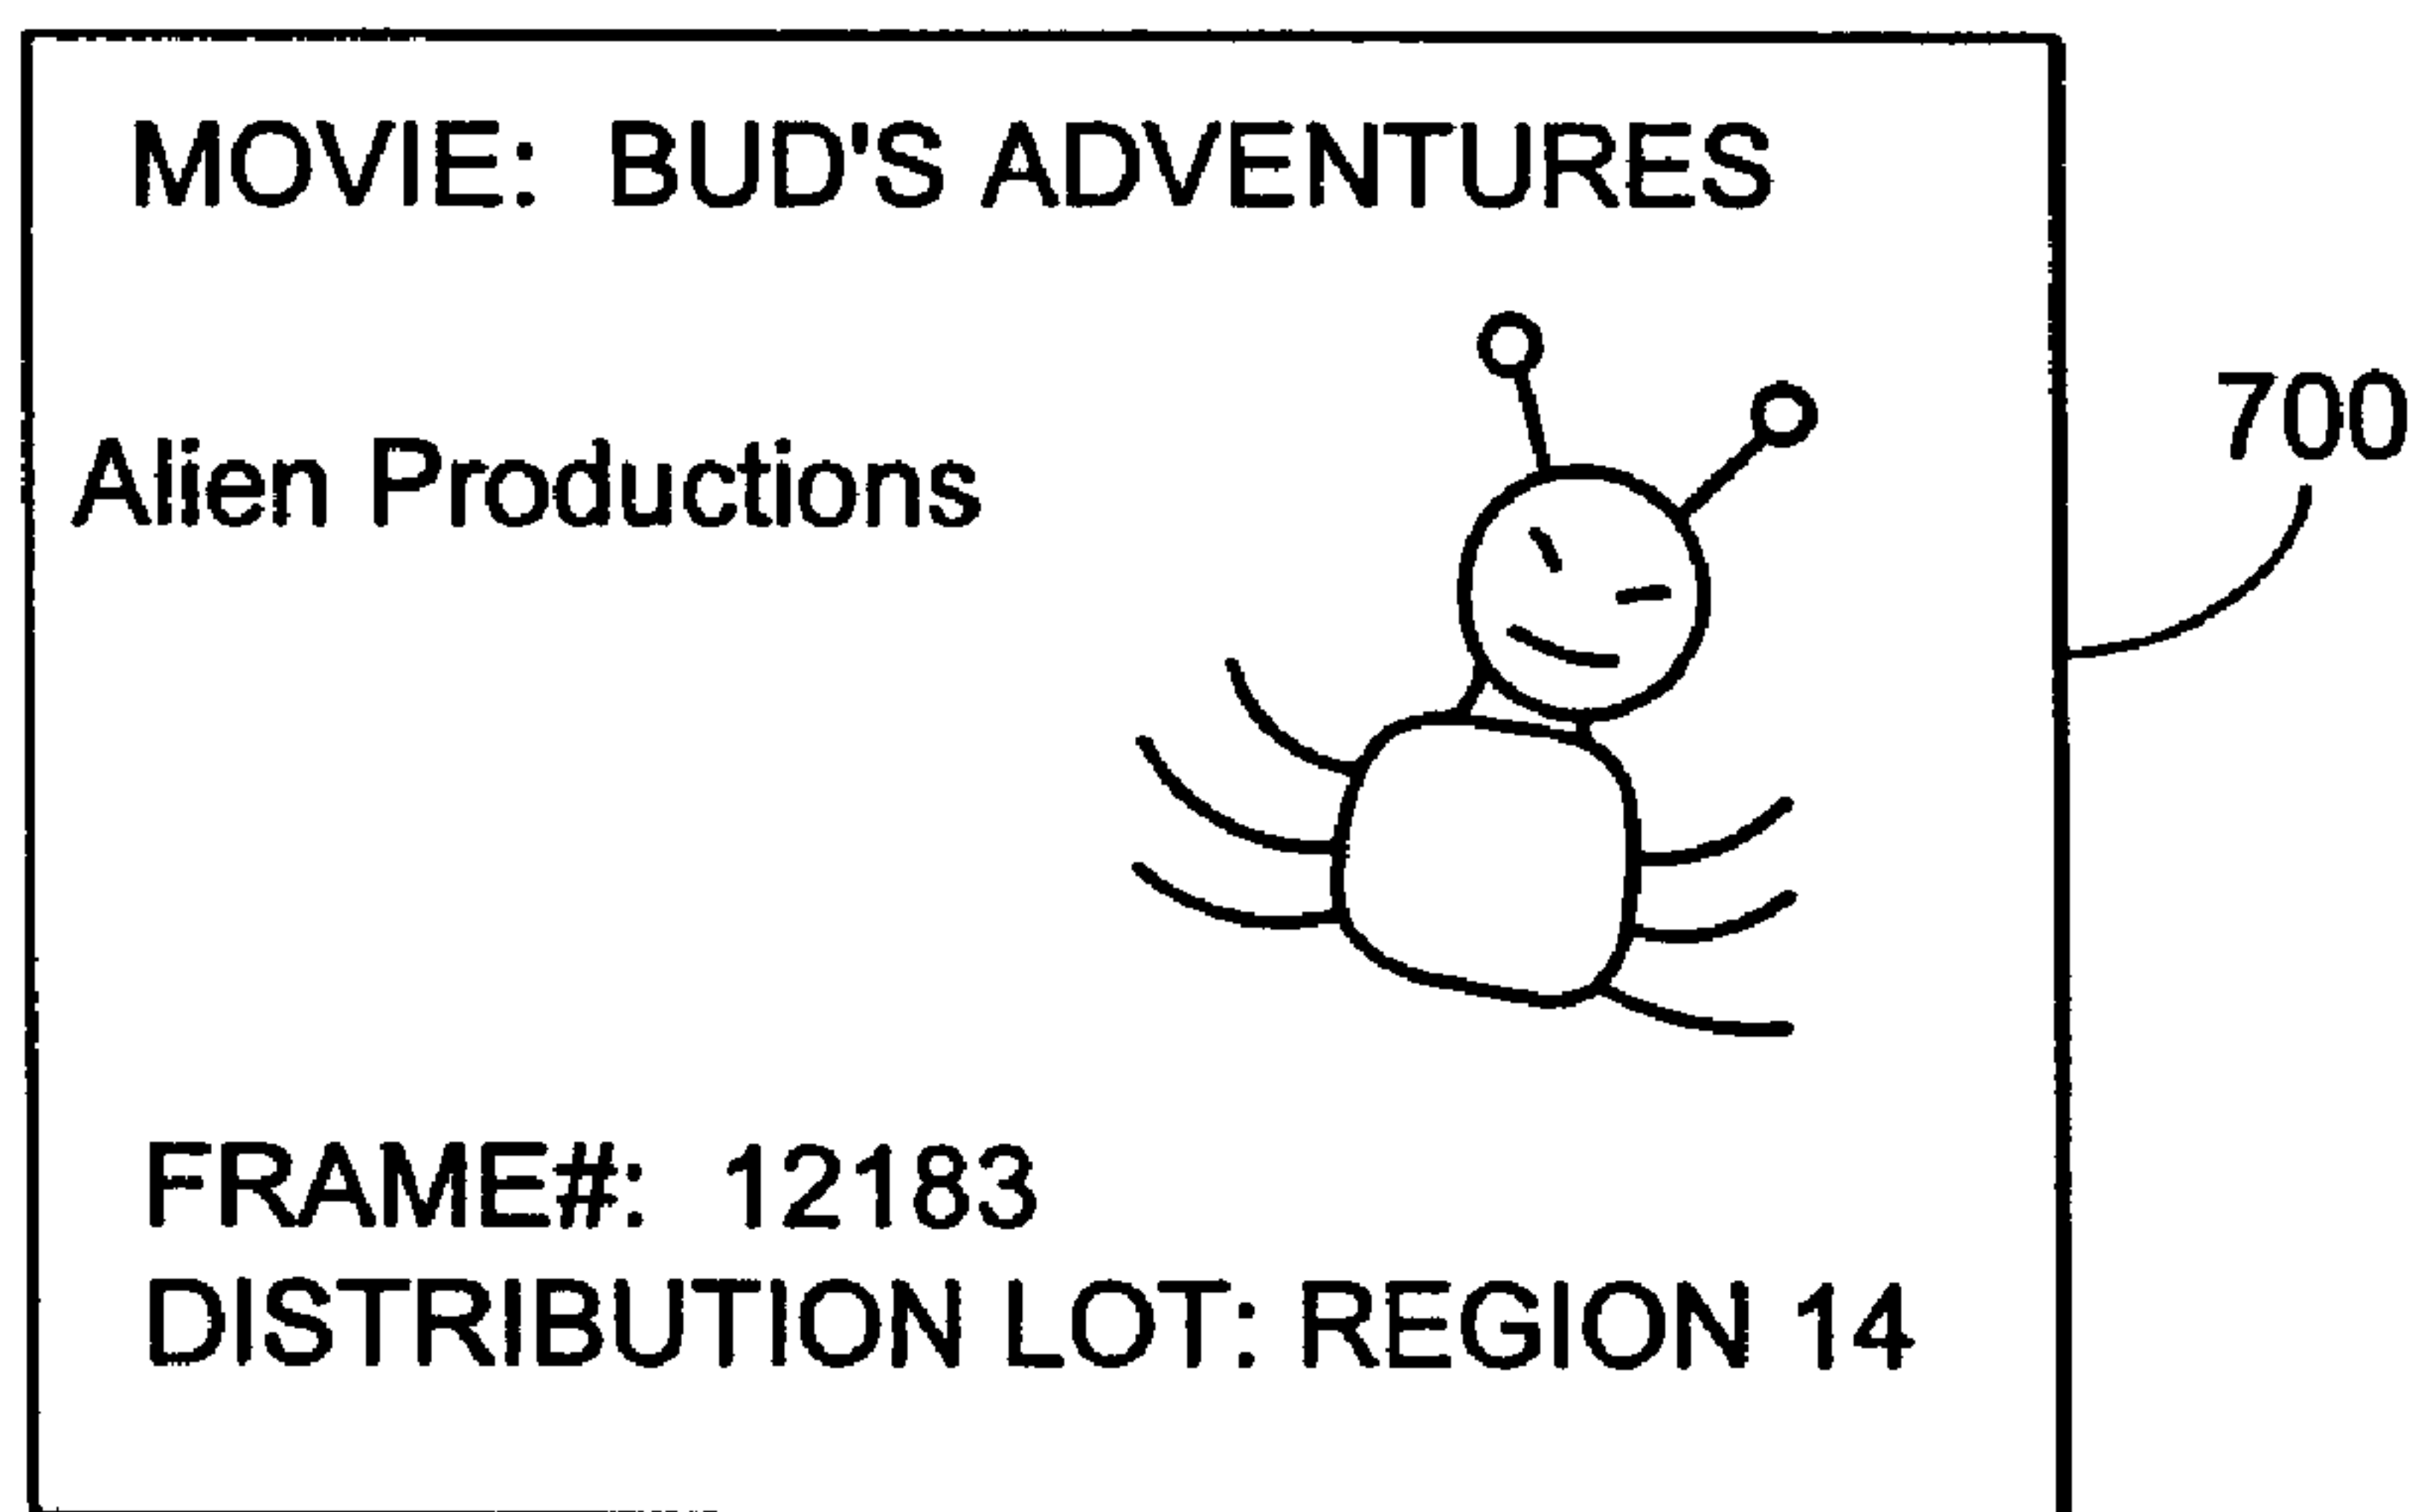 MOVIE: BUD'S ADVENTURES
700
Alien Productions
FRAME#: 12183
DISTRIBUTION LOT: REGION 14